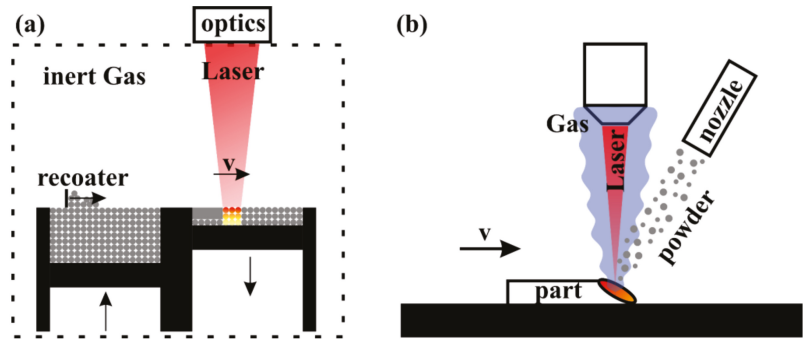 (a)
optics
inert Gas
Laser
v
recoater
(b)
Gas
Laser
nozzle
powder
v
part